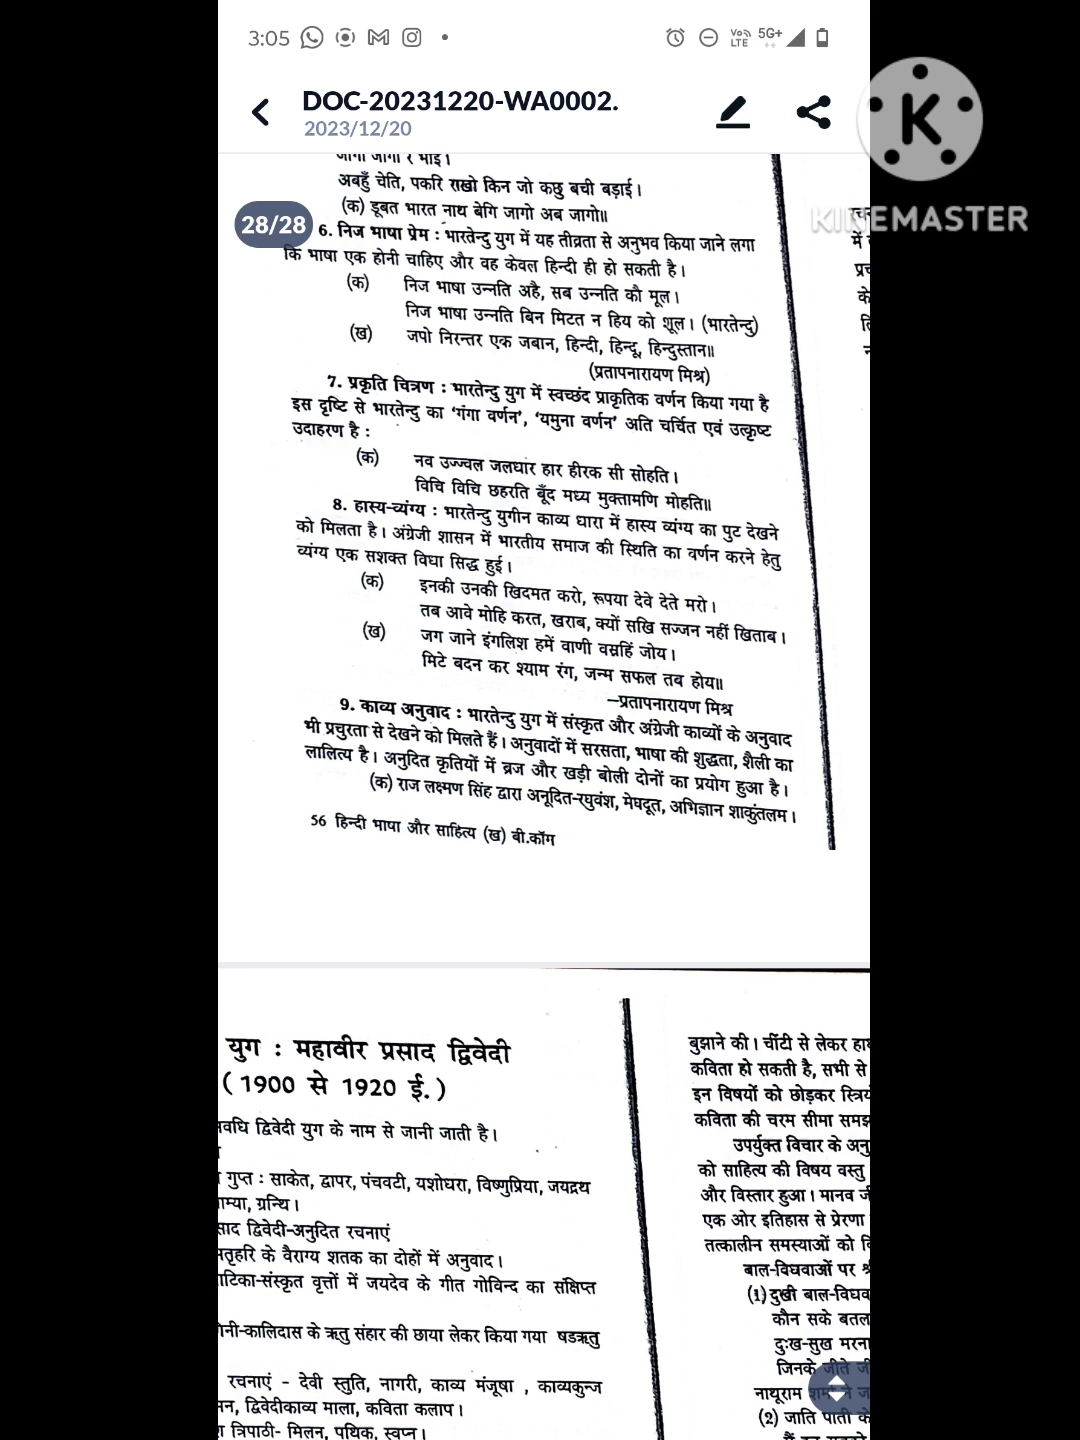 3:05
VoLTE 5G+
DOC-20231220-WA0002.
2023/12/20
K
KINEMASTER
28/28
जागो जागो रे भाई।
अबहुँ चेति, पकरि राखो किन जो कछु बची बड़ाई।
(क) डूबत भारत नाथ बेगि जागो अब जागो॥
6. निज भाषा प्रेम : भारतेन्दु युग में यह तीव्रता से अनुभव किया जाने लगा
कि भाषा एक होनी चाहिए और वह केवल हिन्दी ही हो सकती है।
(क) निज भाषा उन्नति अहै, सब उन्नति कौ मूल।
निज भाषा उन्नति बिन मिटत न हिय को शूल। (भारतेन्दु)
(ख) जपो निरन्तर एक जबान, हिन्दी, हिन्दू, हिन्दुस्तान॥
(प्रतापनारायण मिश्र)
7. प्रकृति चित्रण : भारतेन्दु युग में स्वच्छंद प्राकृतिक वर्णन किया गया है
इस दृष्टि से भारतेन्दु का ‘गंगा वर्णन’, ‘यमुना वर्णन’ अति चर्चित एवं उत्कृष्ट
उदाहरण है :
(क) नव उज्ज्वल जलधार हार हीरक सी सोहति।
विचि विचि छहरति बूँद मध्य मुक्तामणि मोहति॥
8. हास्य-व्यंग्य : भारतेन्दु युगीन काव्य धारा में हास्य व्यंग्य का पुट देखने
को मिलता है। अंग्रेजी शासन में भारतीय समाज की स्थिति का वर्णन करने हेतु
व्यंग्य एक सशक्त विधा सिद्ध हुई।
(क) इनकी उनकी खिदमत करो, रूपया देवे देते मरो।
तब आवे मोहि करत, खराब, क्यों सखि सज्जन नहीं खिताब।
(ख) जग जाने इंगलिश हमें वाणी वस्रहिं जोय।
मिटे बदन कर श्याम रंग, जन्म सफल तब होय॥
–प्रतापनारायण मिश्र
9. काव्य अनुवाद : भारतेन्दु युग में संस्कृत और अंग्रेजी काव्यों के अनुवाद
भी प्रचुरता से देखने को मिलते हैं। अनुवादों में सरसता, भाषा की शुद्धता, शैली का
लालित्य है। अनुदित कृतियों में ब्रज और खड़ी बोली दोनों का प्रयोग हुआ है।
(क) राज लक्ष्मण सिंह द्वारा अनूदित-रघुवंश, मेघदूत, अभिज्ञान शाकुंतलम।
56 हिन्दी भाषा और साहित्य (ख) बी.कॉम
युग : महावीर प्रसाद द्विवेदी
(1900 से 1920 ई.)
वधि द्विवेदी युग के नाम से जानी जाती है।
गुप्त : साकेत, द्वापर, पंचवटी, यशोधरा, विष्णुप्रिया, जयद्रथ
ग्रन्थि।
साद द्विवेदी-अनुदित रचनाएं
के वैराग्य शतक का दोहों में अनुवाद।
टिका-संस्कृत वृत्तों में जयदेव के गीत गोविन्द का संक्षिप्त
नी-कालिदास के ऋतु संहार की छाया लेकर किया गया षडऋतु
रचनाएं - देवी स्तुति, नागरी, काव्य मंजूषा , काव्यकुन्ज
द्विवेदीकाव्य माला, कविता कलाप।
त्रिपाठी- मिलन, पथिक, स्वप्न।
बुझाने की। चींटी से लेकर
कविता हो सकती है, सभी से
इन विषयों को छोड़कर
कविता की चरम सीमा
उपर्युक्त विचार के
को साहित्य की विषय वस्तु
और विस्तार हुआ। मानव
एक ओर इतिहास से प्रेरणा
तत्कालीन समस्याओं को
बाल-विधवाओं पर
(1) दुखी
कौन सके
दुःख-सुख मरना
जिनके जीते
नाथूराम शर्मा ने
(2) जाति पाती